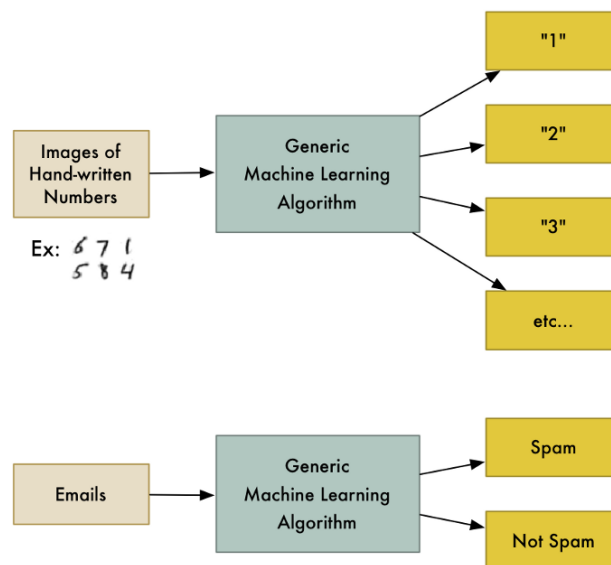 "1"
Images of
Hand-written
Numbers
Generic
Machine Learning
Algorithm
"2"
"3"
etc...
Ex: 6 7 1
5 8 4
Emails
Generic
Machine Learning
Algorithm
Spam
Not Spam